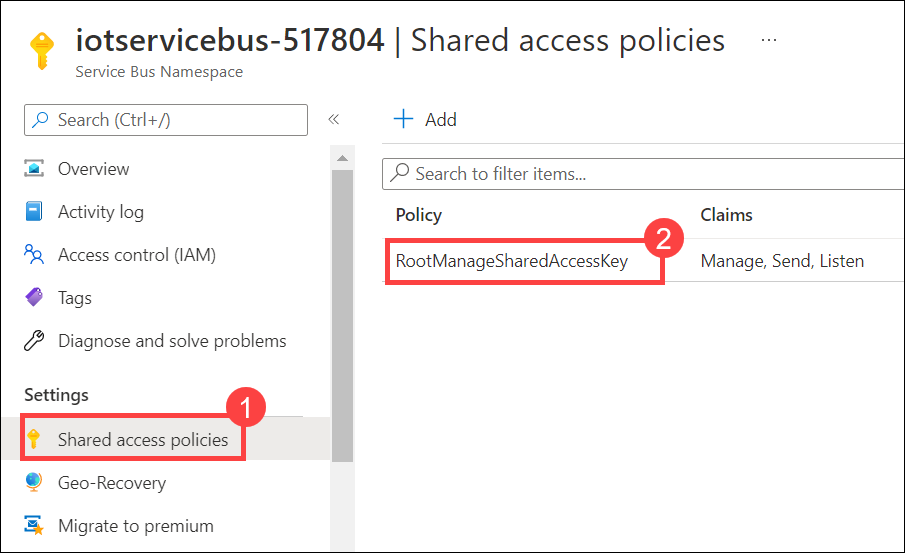 iotservicebus-517804 | Shared access policies ...
Service Bus Namespace
Search (Ctrl+/)
«
Overview
Activity log
Access control (IAM)
Tags
Diagnose and solve problems
Settings
1
Shared access policies
Geo-Recovery
Migrate to premium
+ Add
Search to filter items...
Policy Claims
2
RootManageSharedAccessKey Manage, Send, Listen